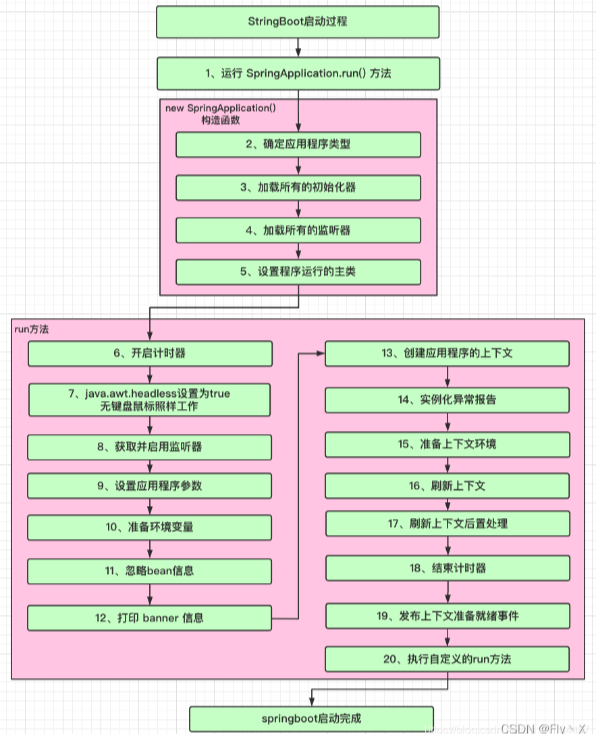 StringBoot启动过程
1、运行 SpringApplication.run() 方法
new SpringApplication()
构造函数
2、确定应用程序类型
3、加载所有的初始化器
4、加载所有的监听器
5、设置程序运行的主类
run方法
6、开启计时器
7、java.awt.headless设置为true
无键盘鼠标照样工作
8、获取并启用监听器
9、设置应用程序参数
10、准备环境变量
11、忽略bean信息
12、打印 banner 信息
13、创建应用程序的上下文
14、实例化异常报告
15、准备上下文环境
16、刷新上下文
17、刷新上下文后置处理
18、结束计时器
19、发布上下文准备就绪事件
20、执行自定义的run方法
springboot启动完成
CSDN @Fly
X